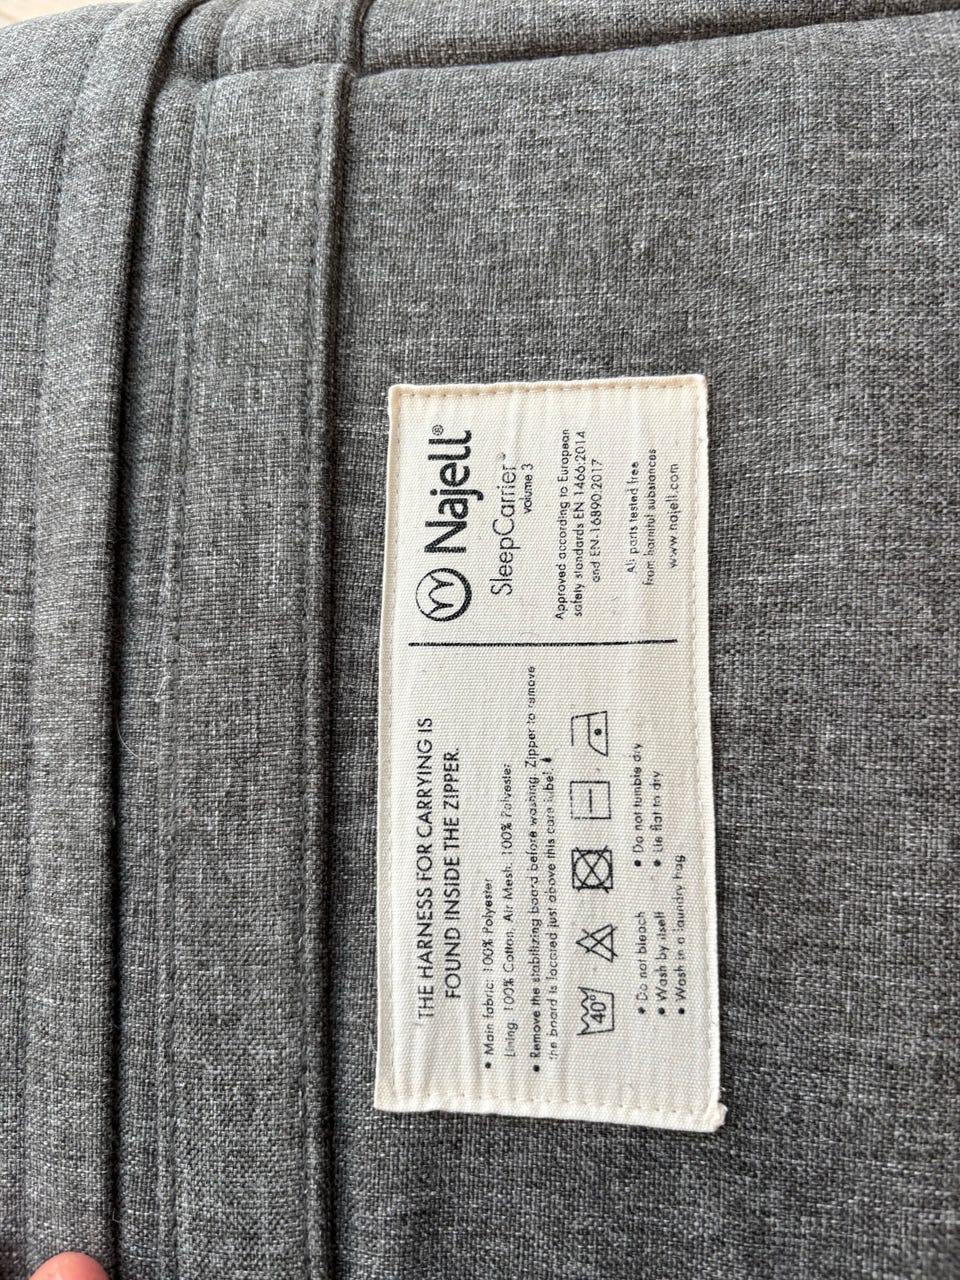 THE HARNESS FOR CARRYING IS
FOUND INSIDE THE ZIPPER.
• Main fabric: 100% Polyester
Lining: 100% Cotton, Air Mesh: 100% Polyester
• Remove the stabilizing board before washing. Zipper to remove
the board is located just above this care label
40°
• Do not bleach
• Wash by itself
• Wash in a laundry bag
• Do not tumble dry
• Lie flat to dry
Najell®
SleepCarrier™
volume 3
Approved according to European
safety standards EN 1466:2014
and EN-16890:2017
All parts tested free
from harmful substances
www.najell.com